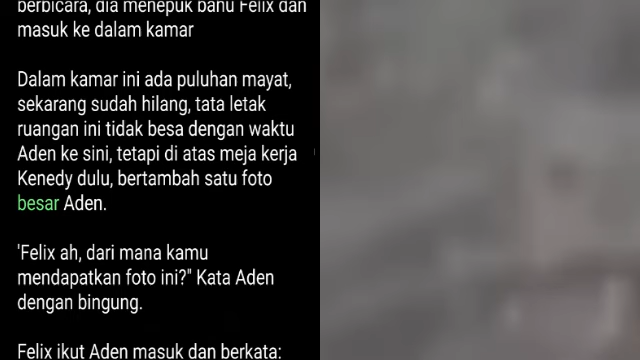 berbicara, dia menepuk bahu Felix dan
masuk ke dalam kamar
Dalam kamar ini ada puluhan mayat,
sekarang sudah hilang, tata letak
ruangan ini tidak besa dengan waktu
Aden ke sini, tetapi di atas meja kerja
Kenedy dulu, bertambah satu foto
besar Aden.
'Felix ah, dari mana kamu
mendapatkan foto ini?" Kata Aden
dengan bingung.
Felix ikut Aden masuk dan berkata: